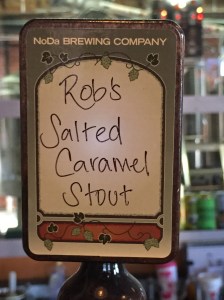 NoDa BREWING COMPANY
Rob's
Salted
Caramel
Stout